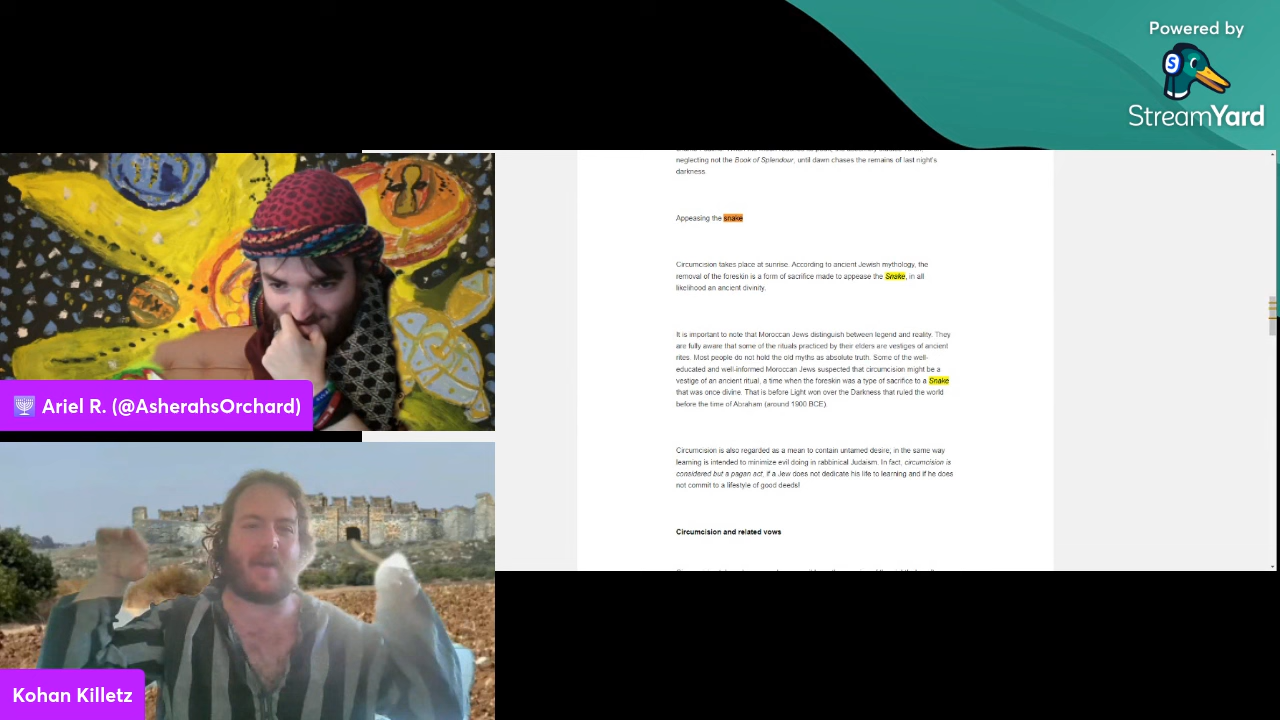 Powered by
StreamYard
neglecting not the Book of Splendour, until dawn chases the remains of last night's
darkness.
Appeasing the snake
Circumcision takes place at sunrise. According to ancient Jewish mythology, the
removal of the foreskin is a form of sacrifice made to appease the Snake, in all
likelihood an ancient divinity.
It is important to note that Moroccan Jews distinguish between legend and reality. They
are fully aware that some of the rituals practiced by their elders are vestiges of ancient
rites. Most people do not hold the old myths as absolute truth. Some of the well-
educated and well-informed Moroccan Jews suspected that circumcision might be a
vestige of an ancient ritual, a time when the foreskin was a type of sacrifice to a Snake
that was once divine. That is before Light won over the Darkness that ruled the world
before the time of Abraham (around 1900 BCE).
Circumcision is also regarded as a mean to contain untamed desire; in the same way
learning is intended to minimize evil doing in rabbinical Judaism. In fact, circumcision is
considered but a pagan act, if a Jew does not dedicate his life to learning and if he does
not commit to a lifestyle of good deeds!
Circumcision and related vows
🕎 Ariel R. (@AsherahsOrchard)
Kohan Killetz